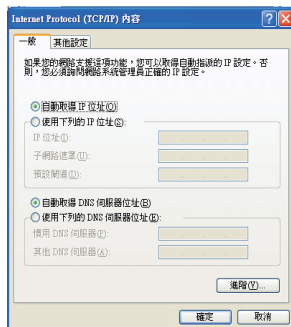 Internet Protocol (TCP/IP) 內容
一般 其他設定
如果您的網路支援這項功能，您可以取得自動指派的 IP 設定。否
則，您必須詢問網路系統管理員正確的 IP 設定。
自動取得 IP 位址(O)
使用下列的 IP 位址(S):
IP 位址(I):
子網路遮罩(U):
預設閘道(D):
自動取得 DNS 伺服器位址(B)
使用下列的 DNS 伺服器位址(E):
慣用 DNS 伺服器(P):
其他 DNS 伺服器(A):
進階(V)...
確定 取消